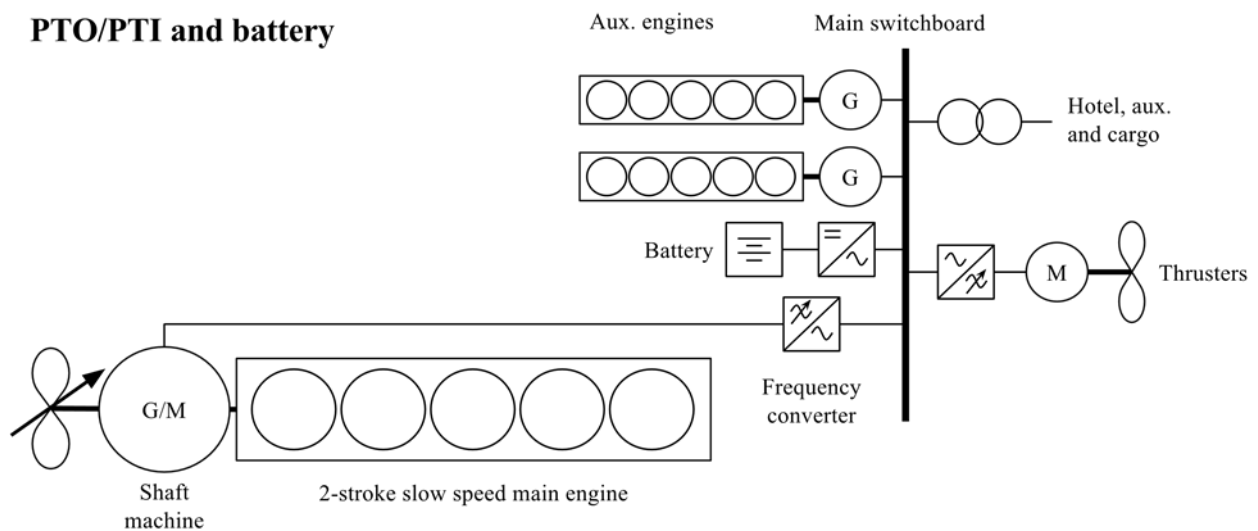 PTO/PTI and battery
Aux. engines
Main switchboard
G
Hotel, aux.
and cargo
G
Battery
M
Thrusters
Frequency
converter
G/M
Shaft
machine
2-stroke slow speed main engine